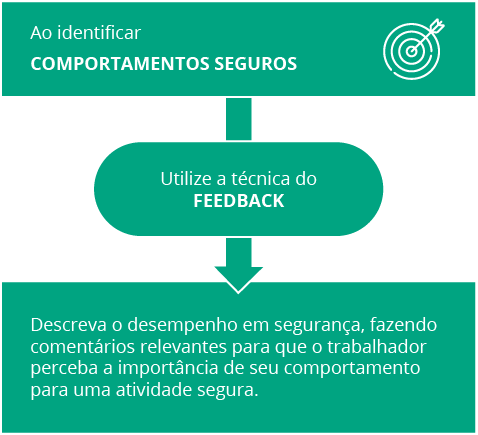 Ao identificar
COMPORTAMENTOS SEGUROS
Utilize a técnica do
FEEDBACK
Descreva o desempenho em segurança, fazendo
comentários relevantes para que o trabalhador
perceba a importância de seu comportamento
para uma atividade segura.